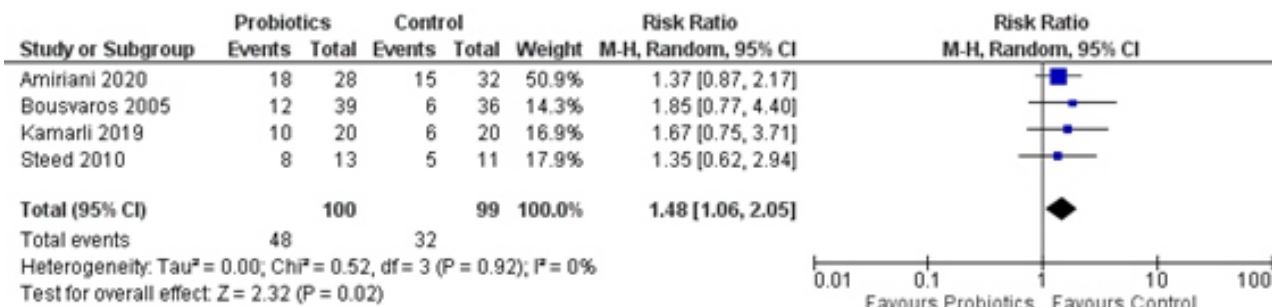 Probiotics Control Risk Ratio Risk Ratio
Study or Subgroup Events Total Events Total Weight M-H, Random, 95% CI M-H, Random, 95% CI
Amiriani 2020 18 28 15 32 50.9% 1.37 [0.87, 2.17]
Bousvaros 2005 12 39 6 36 14.3% 1.85 [0.77, 4.40]
Kamarli 2019 10 20 6 20 16.9% 1.67 [0.75, 3.71]
Steed 2010 8 13 5 11 17.9% 1.35 [0.62, 2.94]
Total (95% CI) 100 99 100.0% 1.48 [1.06, 2.05]
Total events 48 32
Heterogeneity: Tau² = 0.00; Chi² = 0.52, df = 3 (P = 0.92); I² = 0%
Test for overall effect: Z = 2.32 (P = 0.02)
0.01 0.1 1 10 100
Favours Probiotics Favours Control